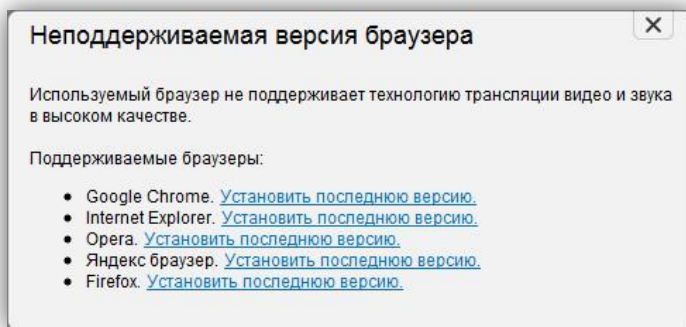 Неподдерживаемая версия браузера
Используемый браузер не поддерживает технологию трансляции видео и звука
в высоком качестве.
Поддерживаемые браузеры:
• Google Chrome. Установить последнюю версию.
• Internet Explorer. Установить последнюю версию.
• Opera. Установить последнюю версию.
• Яндекс браузер. Установить последнюю версию.
• Firefox. Установить последнюю версию.